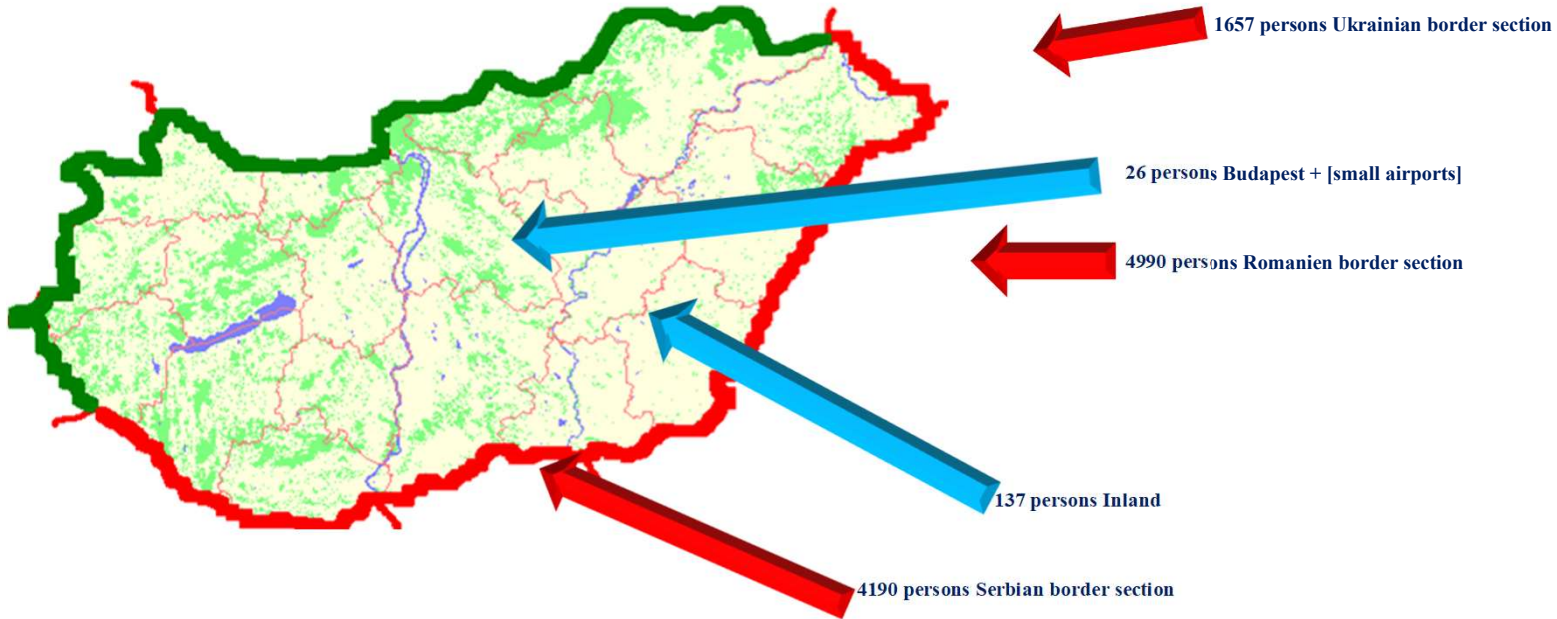 1657 persons Ukrainian border section
26 persons Budapest + [small airports]
4990 persons Romanien border section
137 persons Inland
4190 persons Serbian border section